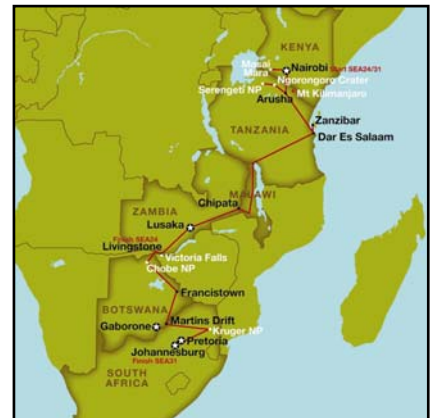 KENYA
Masai
Mara
Nairobi
Start SEA24/31
Ngorongoro Crater
Serengeti NP
Mt Kilimanjaro
Arusha
Zanzibar
TANZANIA
Dar Es Salaam
MALAWI
Chipata
ZAMBIA
Lusaka
Finish SEA24
Livingstone
Victoria Falls
Chobe NP
Francistown
BOTSWANA
Gaborone
Martins Drift
Kruger NP
Pretoria
Johannesburg
Finish SEA31
SOUTH
AFRICA